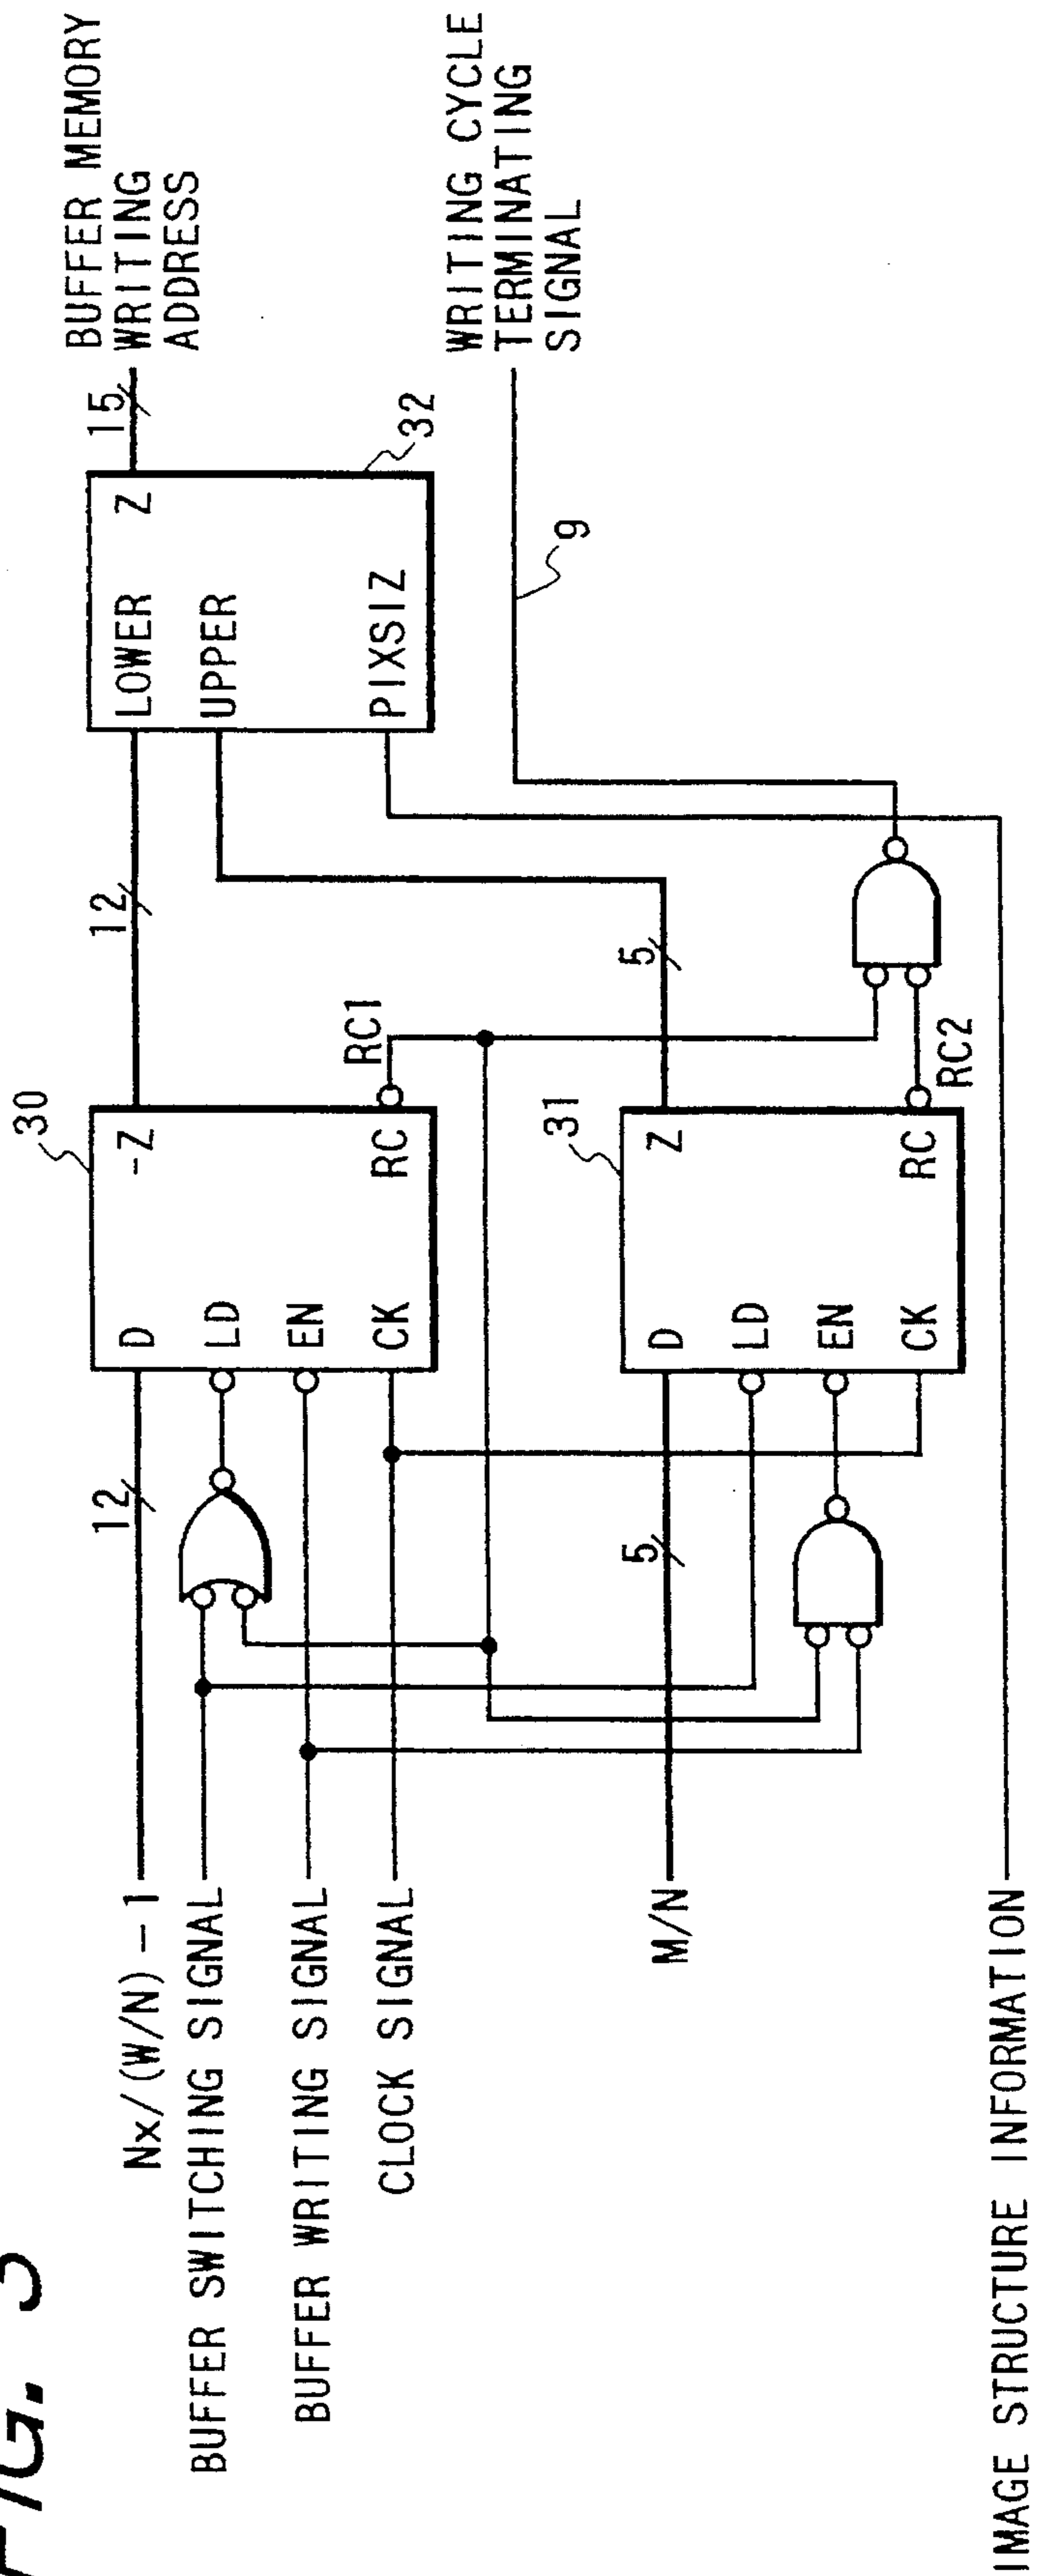 FIG. 3
Nx/(W/N) - 1
BUFFER SWITCHING SIGNAL
BUFFER WRITING SIGNAL
CLOCK SIGNAL
M/N
IMAGE STRUCTURE INFORMATION
12
5
30
D
LD
EN
CK
-Z
RC
RC1
31
D
LD
EN
CK
Z
RC
RC2
12
5
LOWER
UPPER
PIXSIZ
Z
32
15
9
BUFFER MEMORY
WRITING
ADDRESS
WRITING CYCLE
TERMINATING
SIGNAL